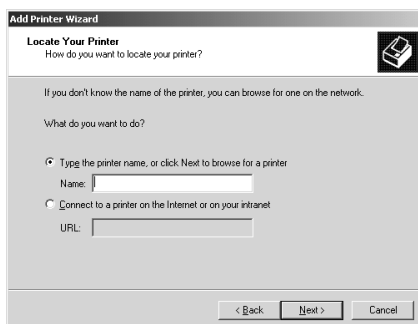 Add Printer Wizard
Locate Your Printer
How do you want to locate your printer?
If you don't know the name of the printer, you can browse for one on the network.
What do you want to do?
Type the printer name, or click Next to browse for a printer
Name:
Connect to a printer on the Internet or on your intranet
URL:
< Back Next > Cancel